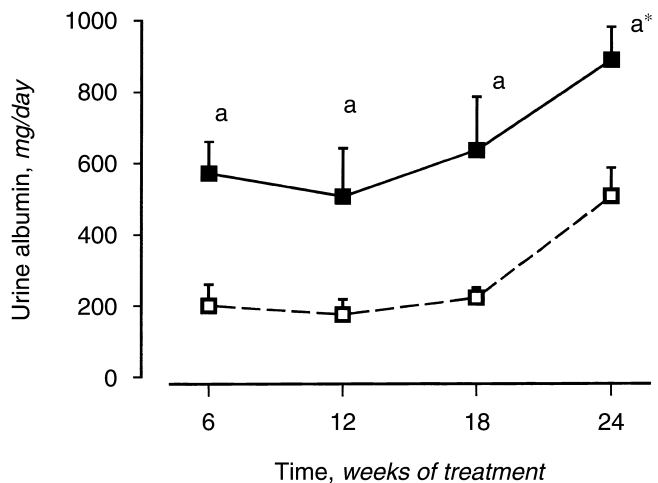 1000
800
600
400
200
0
Urine albumin, mg/day
a
a
a
a*
6 12 18 24
Time, weeks of treatment